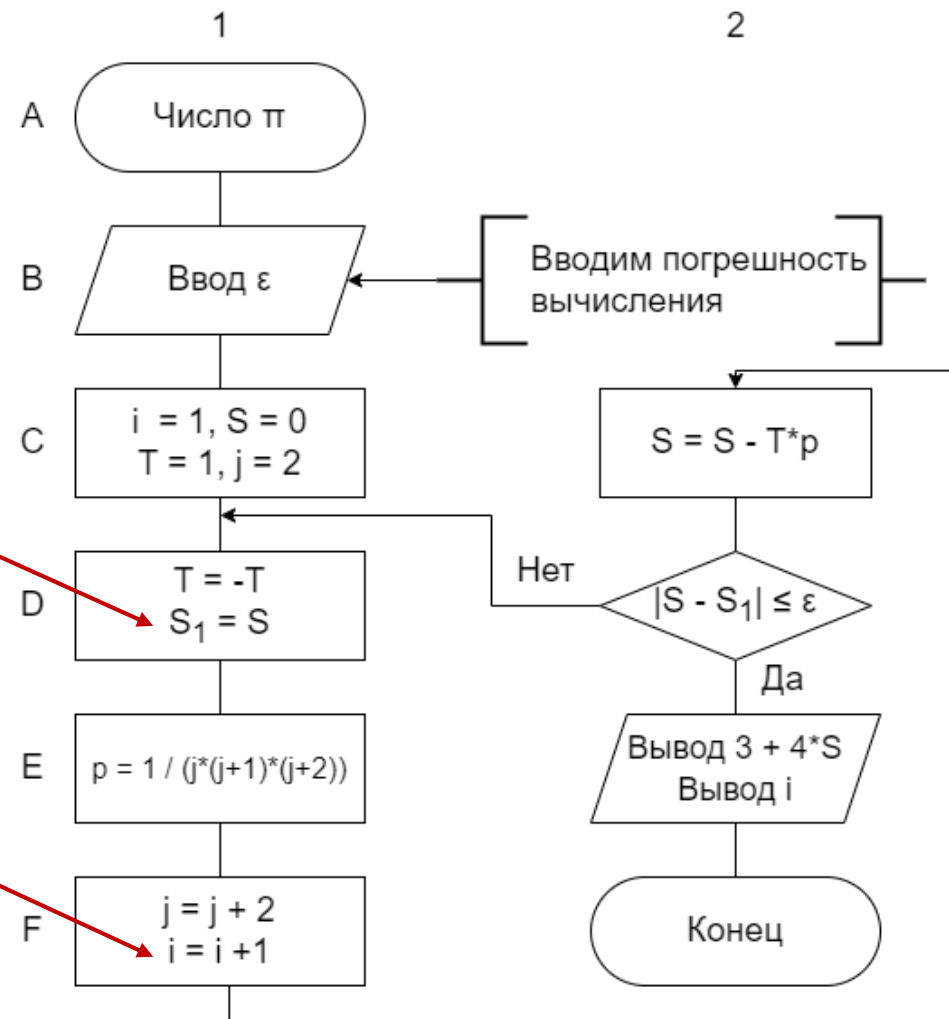 1
2
A
Число π
B
Ввод ε
Вводим погрешность
вычисления
C
i = 1, S = 0
T = 1, j = 2
S = S - T*p
D
T = -T
S₁ = S
Нет
|S - S₁| ≤ ε
Да
E
p = 1 / (j*(j+1)*(j+2))
Вывод 3 + 4*S
Вывод i
F
j = j + 2
i = i +1
Конец